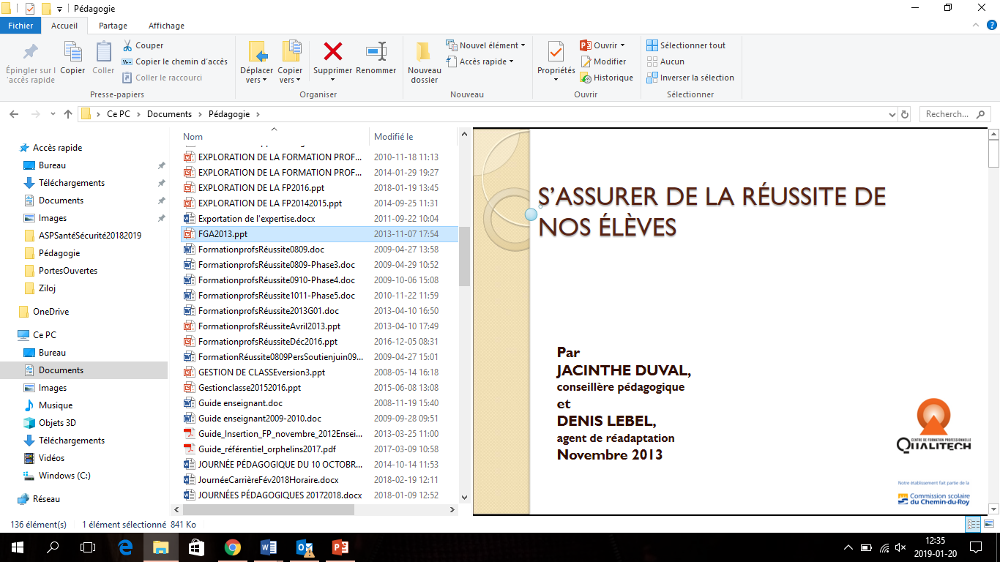 Pédagogie
Fichier Accueil Partage Affichage
Épingler sur l'accès rapide
Copier
Coller
Couper
Copier le chemin d'accès
Coller le raccourci
Déplacer vers
Copier vers
Supprimer
Renommer
Nouveau dossier
Nouvel élément
Accès rapide
Propriétés
Ouvrir
Modifier
Historique
Sélectionner tout
Aucun
Inverser la sélection
Presse-papiers Organiser Nouveau Ouvrir Sélectionner
Ce PC Documents Pédagogie
Recherch...
Accès rapide
Bureau
Téléchargements
Documents
Images
ASPSantéSécurité20182019
Pédagogie
PortesOuvertes
Ziloj
OneDrive
Ce PC
Bureau
Documents
Images
Musique
Objets 3D
Téléchargements
Vidéos
Windows (C:)
Réseau
Nom Modifié le
EXPLORATION DE LA FORMATION PROF... 2010-11-18 11:13
EXPLORATION DE LA FORMATION PROF... 2014-01-29 19:27
EXPLORATION DE LA FP2016.ppt 2018-01-19 13:45
EXPLORATION DE LA FP20142015.ppt 2014-09-25 11:31
Exportation de l'expertise.docx 2011-09-22 10:04
FGA2013.ppt 2013-11-07 17:54
FormationprofsRéussite0809.doc 2009-04-27 13:58
FormationprofsRéussite0809-Phase3.doc 2009-04-29 10:52
FormationprofsRéussite0910-Phase4.doc 2009-10-06 15:08
FormationprofsRéussite1011-Phase5.doc 2010-11-22 11:59
FormationprofsRéussite2013G01.doc 2013-04-10 16:50
FormationprofsRéussiteAvril2013.ppt 2013-04-10 17:49
FormationprofsRéussiteDéc2016.ppt 2016-12-05 08:31
FormationRéussite0809PersSoutienjuin09... 2009-04-27 15:01
GESTION DE CLASSEversion3.ppt 2008-05-14 16:18
Gestionclasse20152016.ppt 2015-06-08 13:08
Guide enseignant.doc 2008-11-19 15:40
Guide enseignant2009-2010.doc 2009-09-28 09:51
Guide_Insertion_FP_novembre_2012Ensei... 2013-03-25 11:00
Guide_référentiel_orphelins2017.pdf 2017-03-09 10:58
JOURNÉE PÉDAGOGIQUE DU 10 OCTOBR... 2014-10-14 11:53
JournéeCarrièreFév2018Horaire.docx 2018-02-19 12:11
JOURNÉES PÉDAGOGIQUES 20172018.docx 2018-01-09 12:52
S'ASSURER DE LA RÉUSSITE DE
NOS ÉLÈVES
Par
JACINTHE DUVAL,
conseillère pédagogique
et
DENIS LEBEL,
agent de réadaptation
Novembre 2013
CENTRE DE FORMATION PROFESSIONNELLE
QUALITECH
Notre établissement fait partie de la
Commission scolaire
du Chemin-du-Roy
136 élément(s) 1 élément sélectionné 841 Ko
12:35
2019-01-20